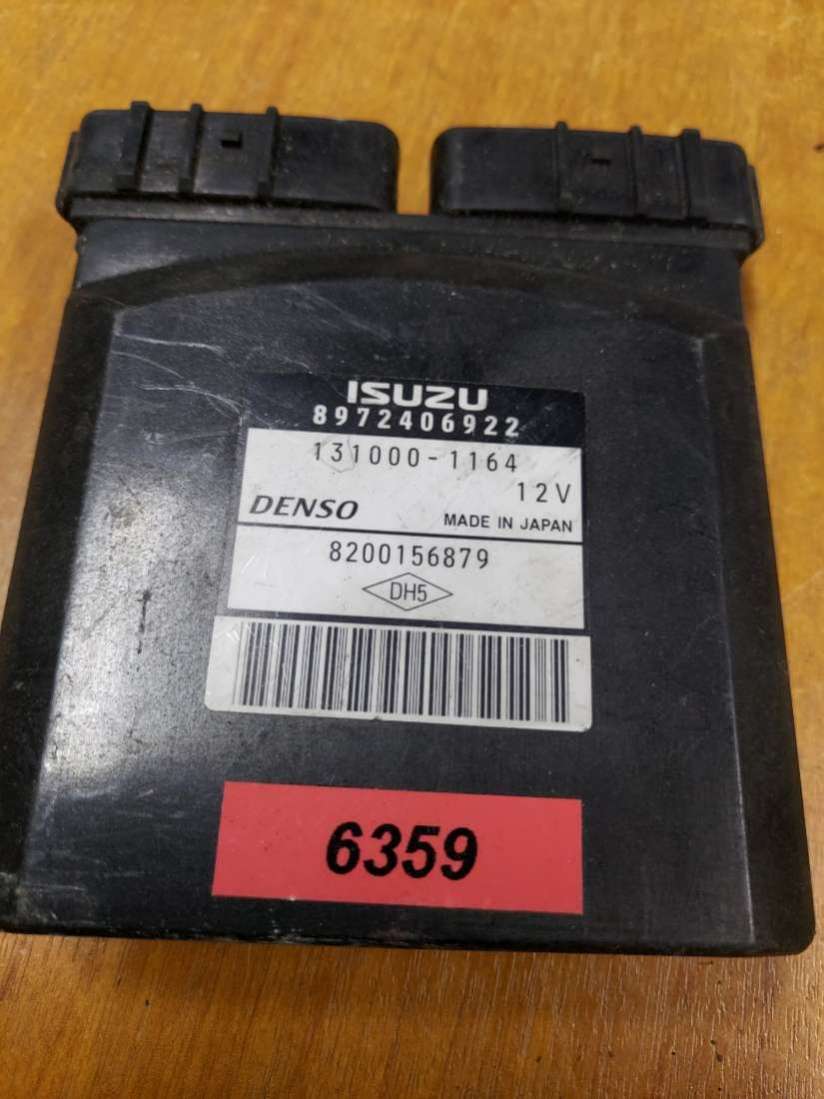 ISUZU
8972406922
131000-1164
12V
DENSO MADE IN JAPAN
8200156879
DH5
6359